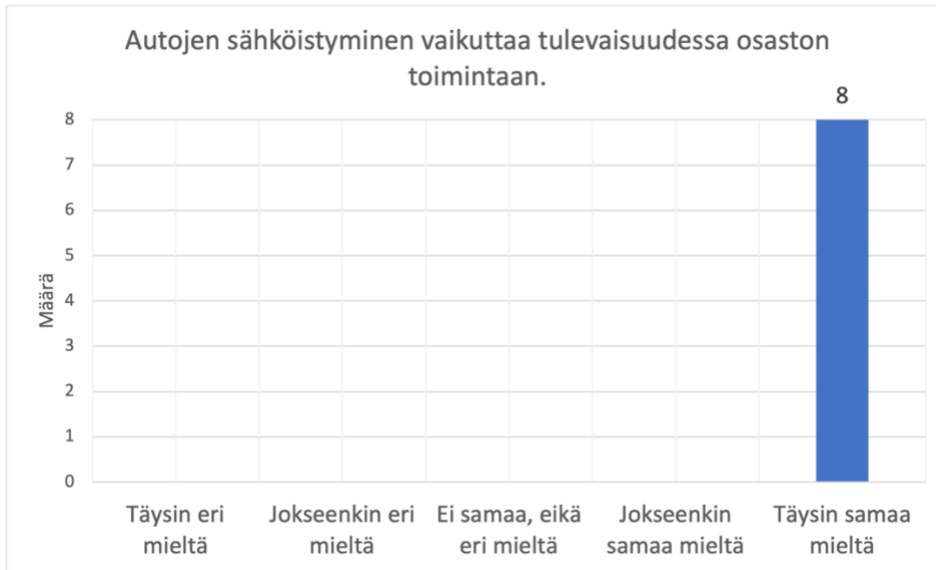 Autojen sähköistyminen vaikuttaa tulevaisuudessa osaston
toimintaan.
8
8
7
6
5
4
3
2
1
0
Määrä
Täysin eri
mieltä
Jokseenkin eri
mieltä
Ei samaa, eikä
eri mieltä
Jokseenkin
samaa mieltä
Täysin samaa
mieltä